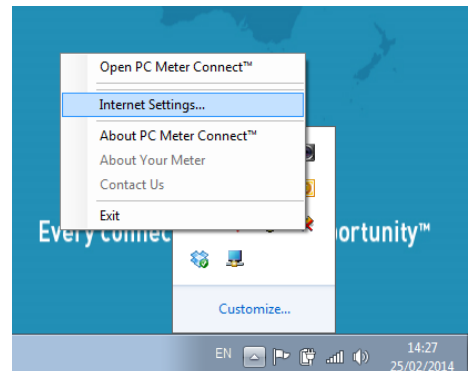 Open PC Meter Connect™
Internet Settings...
About PC Meter Connect™
About Your Meter
Contact Us
Exit
Every connec ortunity™
Customize...
EN 14:27
25/02/2014